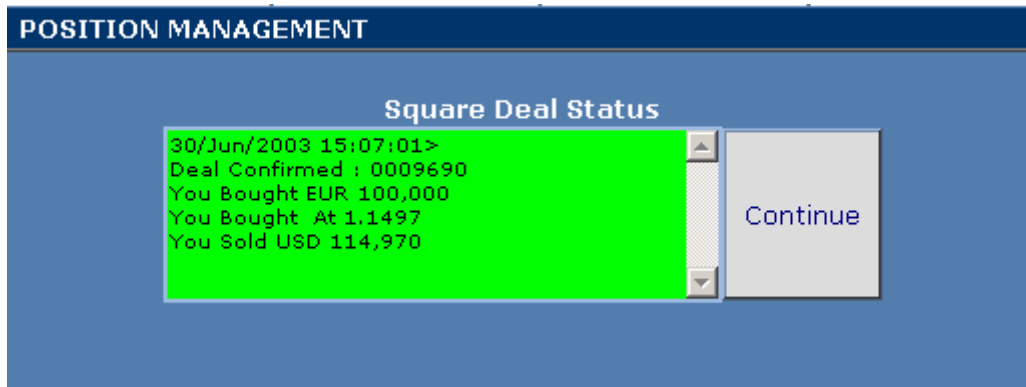 POSITION MANAGEMENT
Square Deal Status
30/Jun/2003 15:07:01>
Deal Confirmed : 0009690
You Bought EUR 100,000
You Bought  At 1.1497
You Sold USD 114,970
Continue